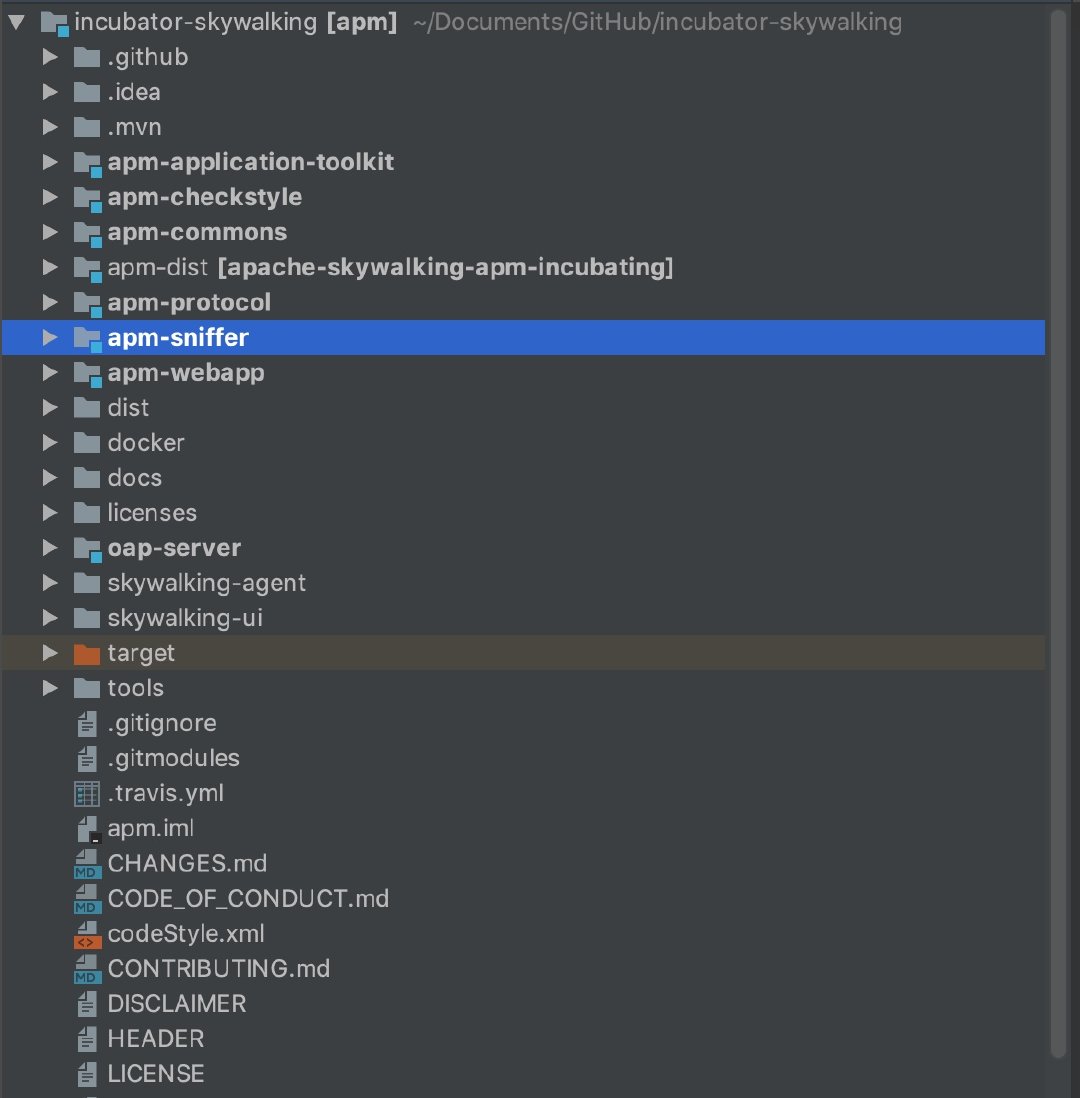 incubator-skywalking [apm] ~/Documents/GitHub/incubator-skywalking
.github
.idea
.mvn
apm-application-toolkit
apm-checkstyle
apm-commons
apm-dist [apache-skywalking-apm-incubating]
apm-protocol
apm-sniffer
apm-webapp
dist
docker
docs
licenses
oap-server
skywalking-agent
skywalking-ui
target
tools
.gitignore
.gitmodules
.travis.yml
apm.iml
MD CHANGES.md
MD CODE_OF_CONDUCT.md
<> codeStyle.xml
MD CONTRIBUTING.md
DISCLAIMER
HEADER
LICENSE